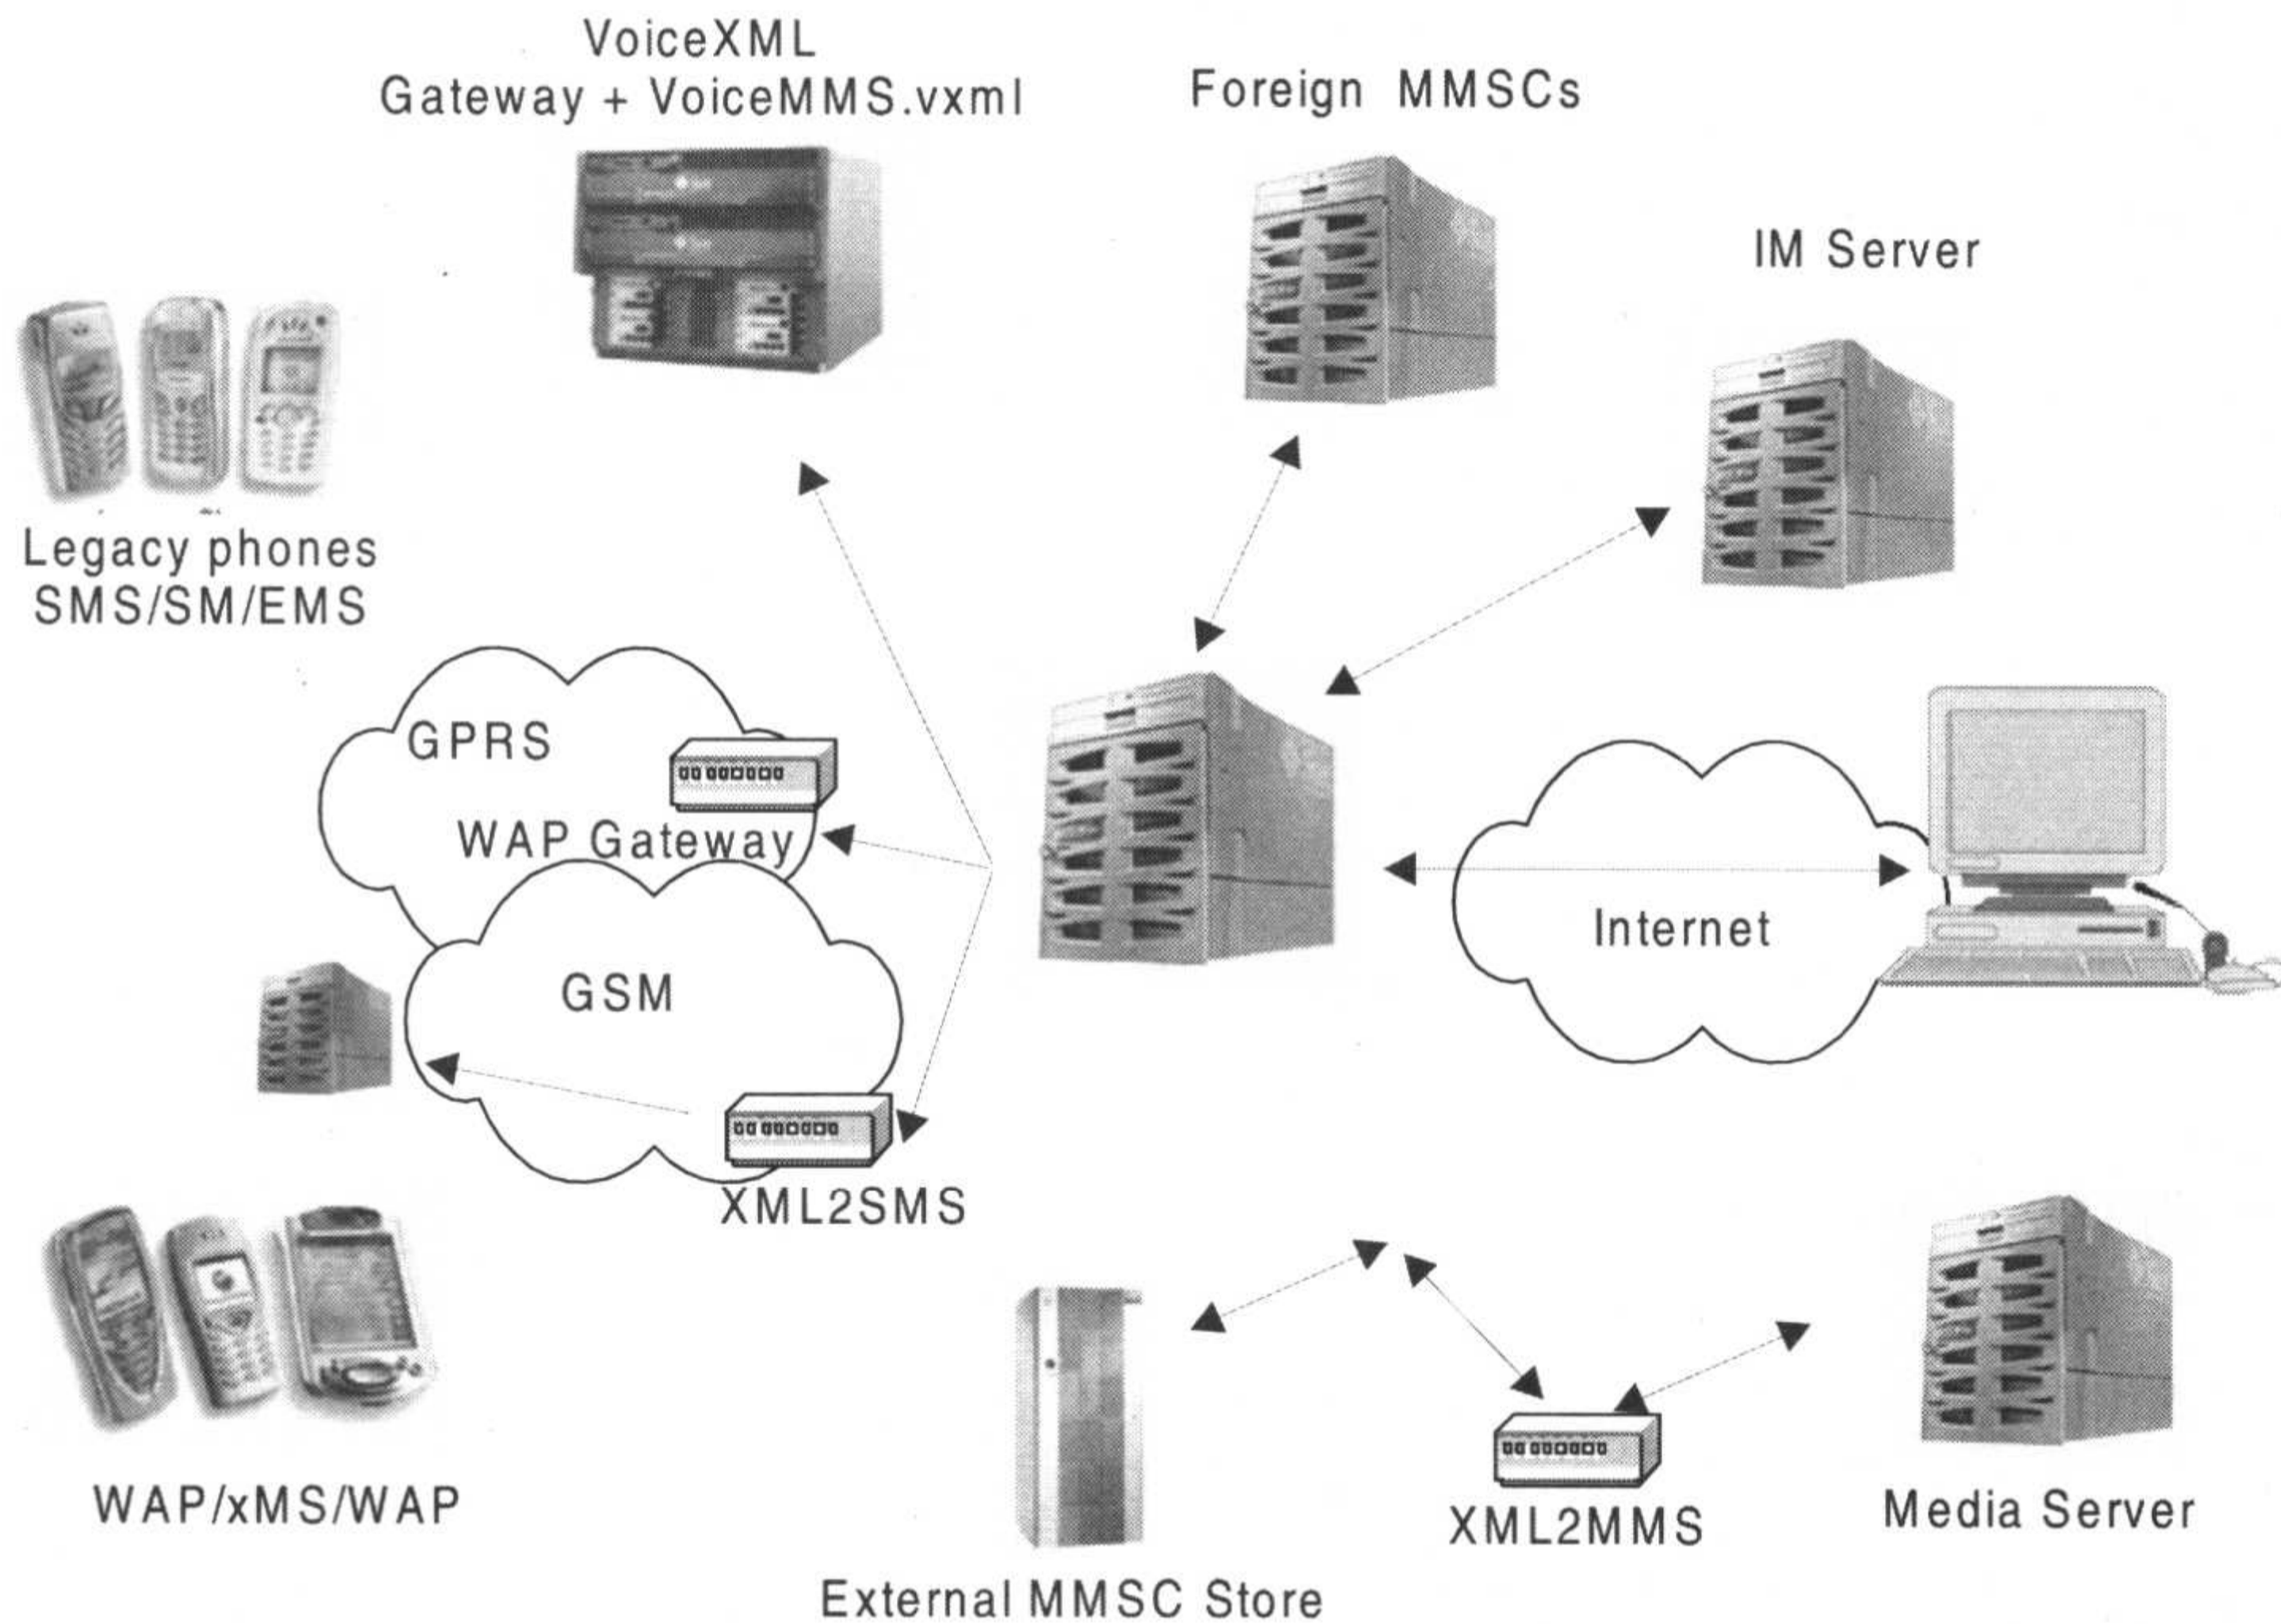 VoiceXML
Gateway + VoiceMMS.vxml
Foreign MMSCs
IM Server
Legacy phones
SMS/SM/EMS
GPRS
WAP Gateway
Internet
GSM
XML2SMS
WAP/xMS/WAP
XML2MMS
Media Server
External MMSC Store